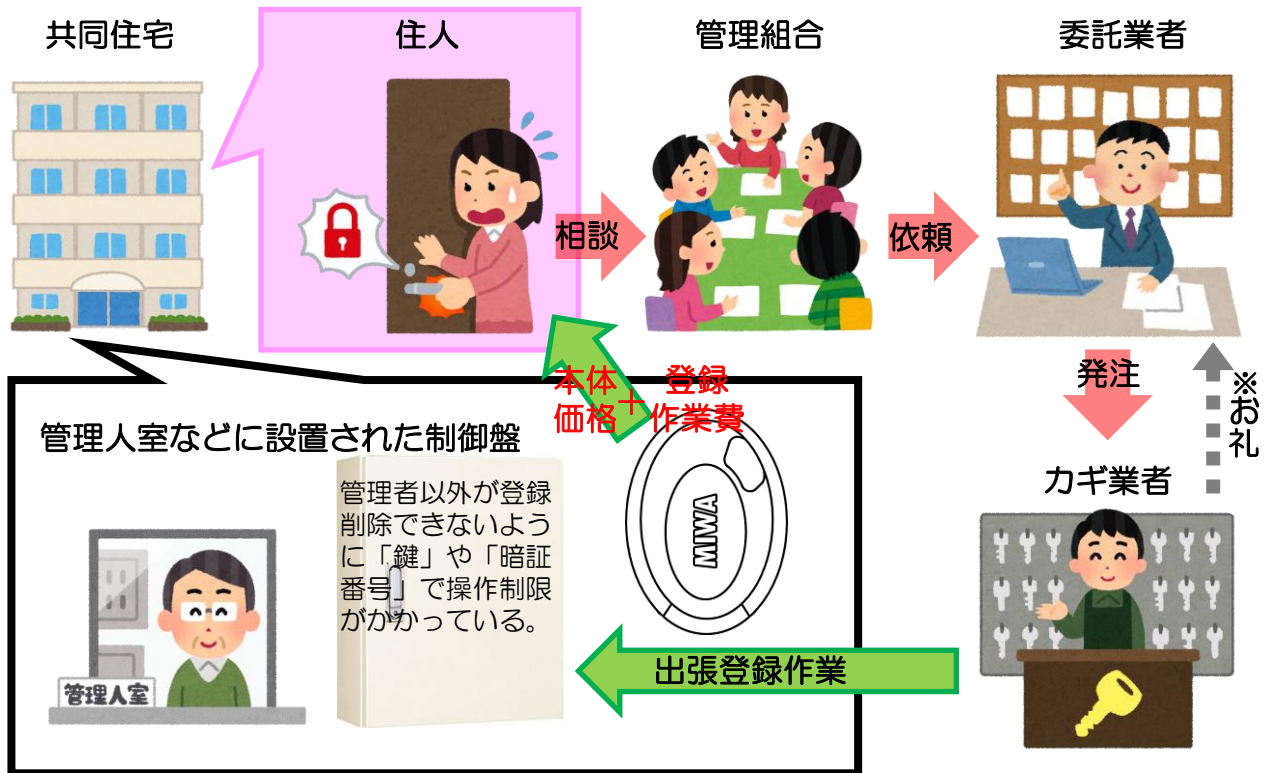 共同住宅
住人
管理組合
委託業者
相談
依頼
発注
※お礼
本体
価格
+
登録
作業費
管理人室などに設置された制御盤
管理者以外が登録
削除できないよう
に「鍵」や「暗証
番号」で操作制限
がかかっている。
MIWA
カギ業者
出張登録作業
管理人室